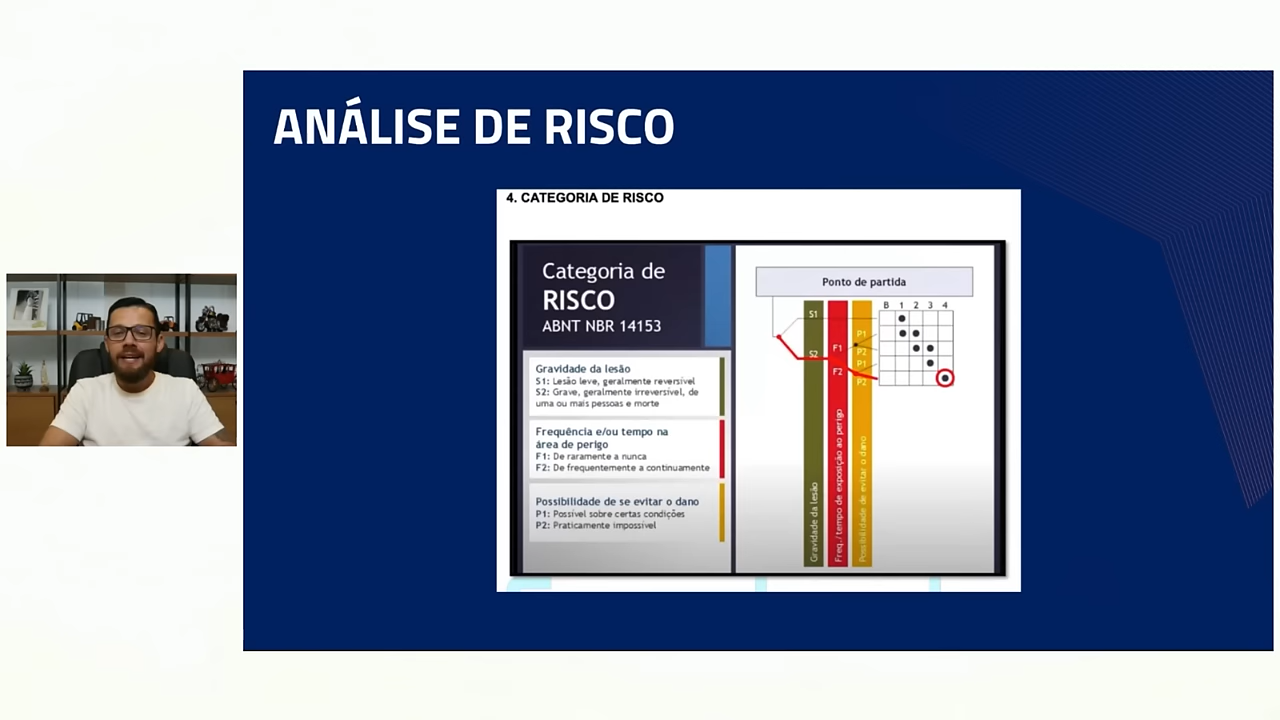 ANÁLISE DE RISCO
4. CATEGORIA DE RISCO
Categoria de
RISCO
ABNT NBR 14153
Gravidade da lesão
S1: Lesão leve, geralmente reversível
S2: Grave, geralmente irreversível, de
uma ou mais pessoas e morte
Frequência e/ou tempo na
área de perigo
F1: De raramente a nunca
F2: De frequentemente a continuamente
Possibilidade de se evitar o dano
P1: Possível sobre certas condições
P2: Praticamente impossível
Ponto de partida
B 1 2 3 4
S1
P1
F1
P2
S2
P1
F2
P2
Gravidade da lesão
Freq./tempo de exposição ao perigo
Possibilidade de evitar o dano